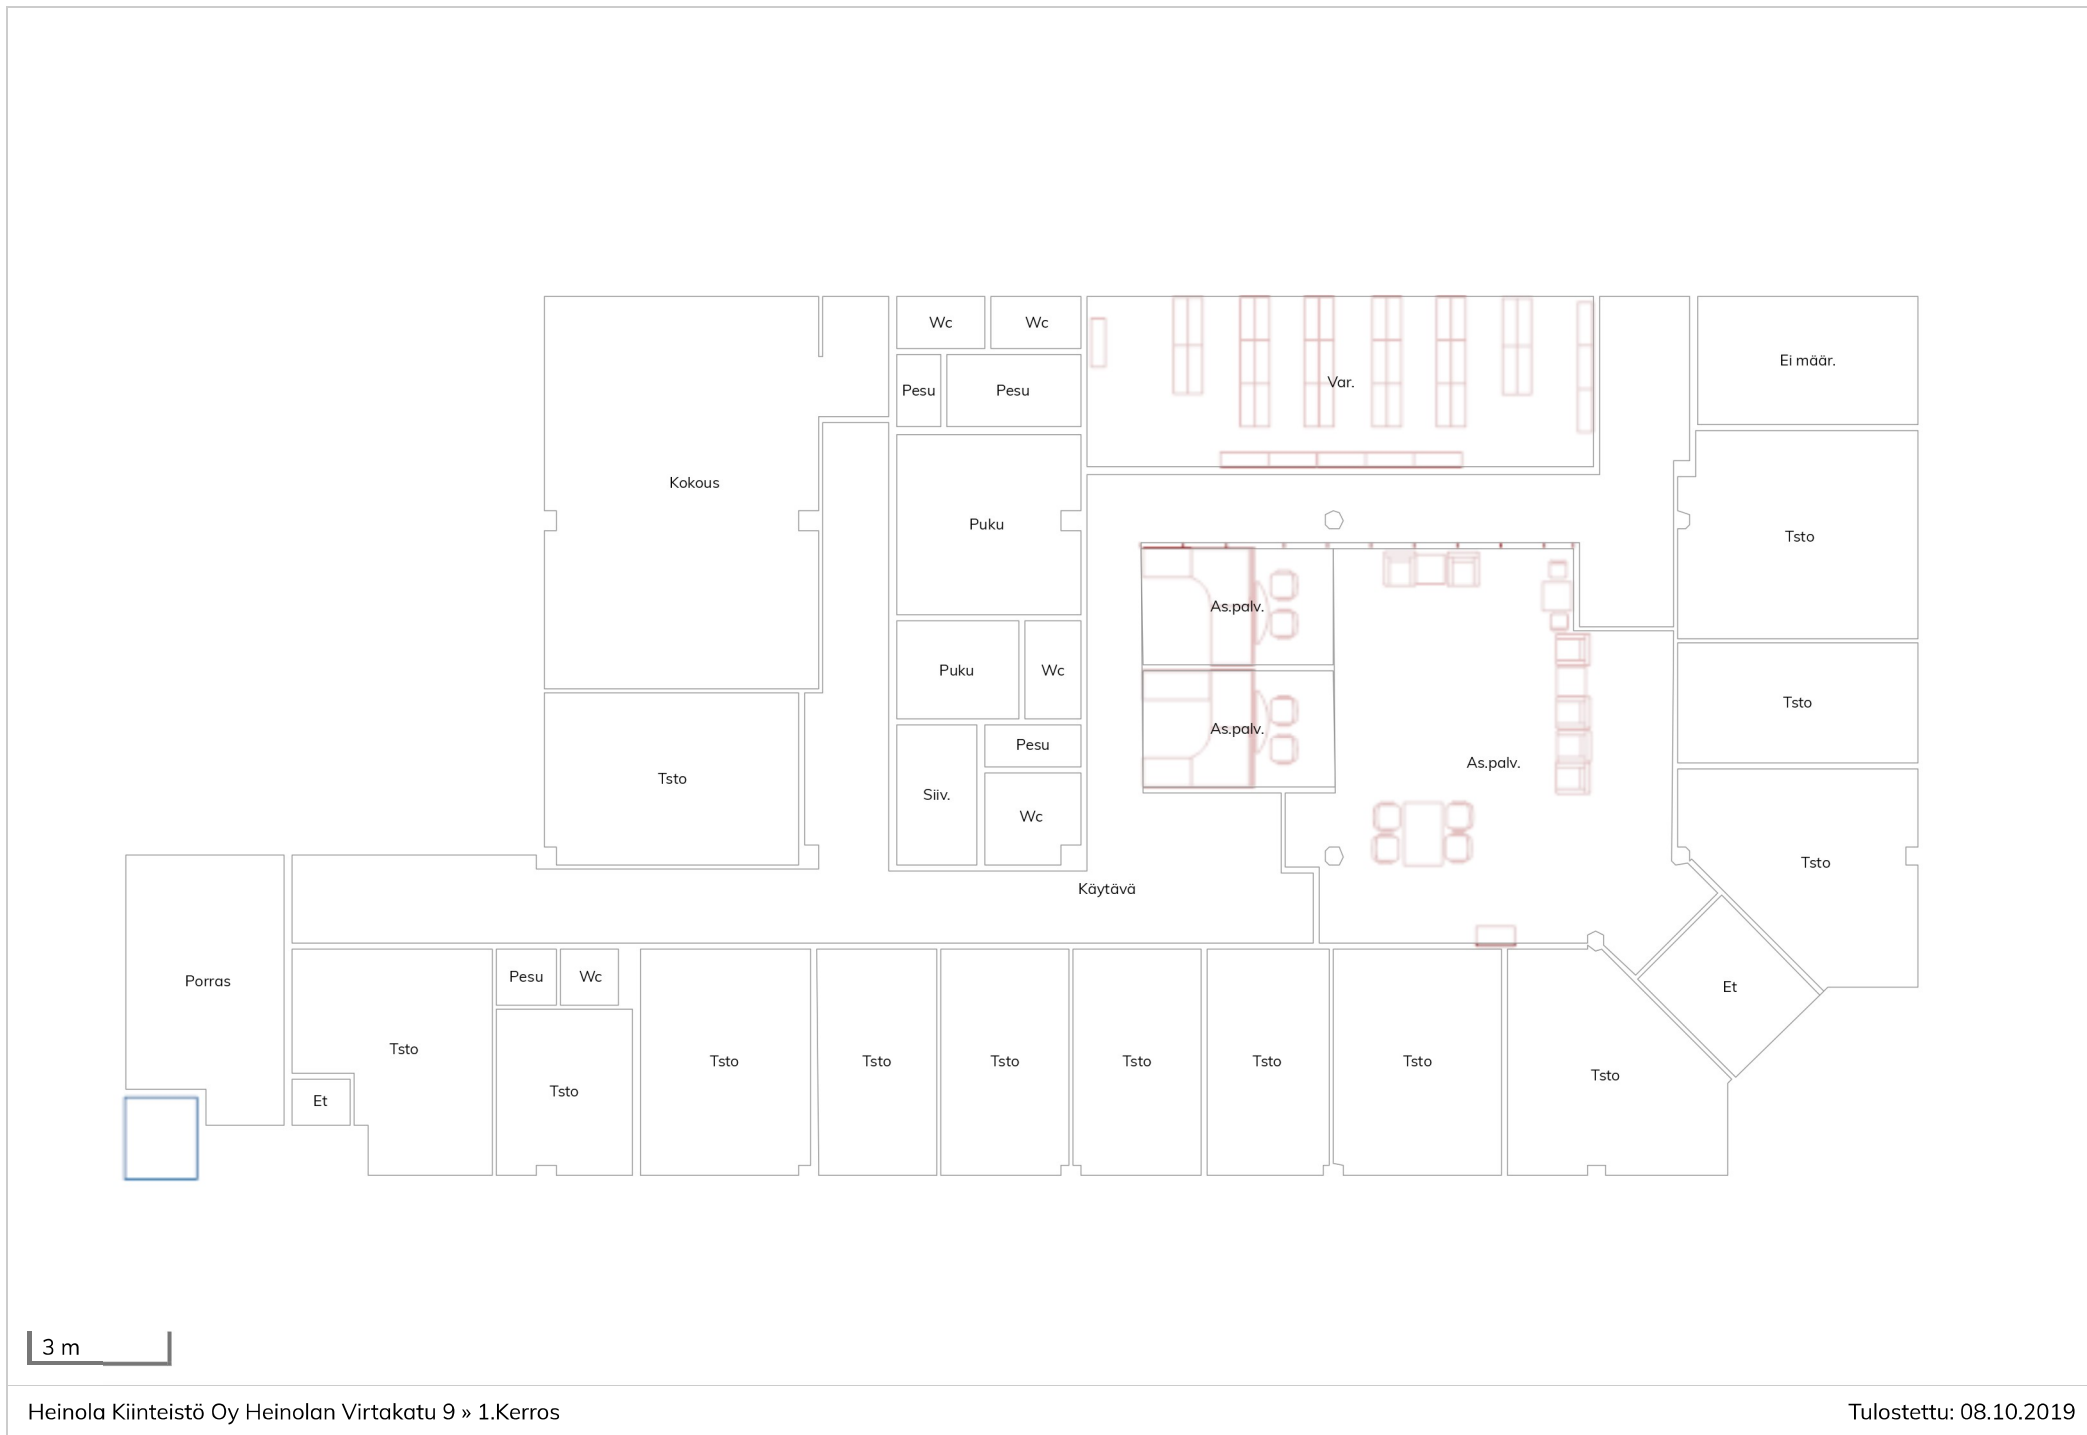 Wc
Wc
Pesu
Pesu
Var.
Ei määr.
Kokous
Puku
Tsto
As.palv.
Puku
Wc
Tsto
As.palv.
Pesu
As.palv.
Tsto
Siiv.
Wc
Tsto
Käytävä
Porras
Pesu
Wc
Et
Tsto
Tsto
Tsto
Tsto
Tsto
Tsto
Tsto
Tsto
Et
Tsto
3 m
Heinola Kiinteistö Oy Heinolan Virtakatu 9 » 1.Kerros
Tulostettu: 08.10.2019